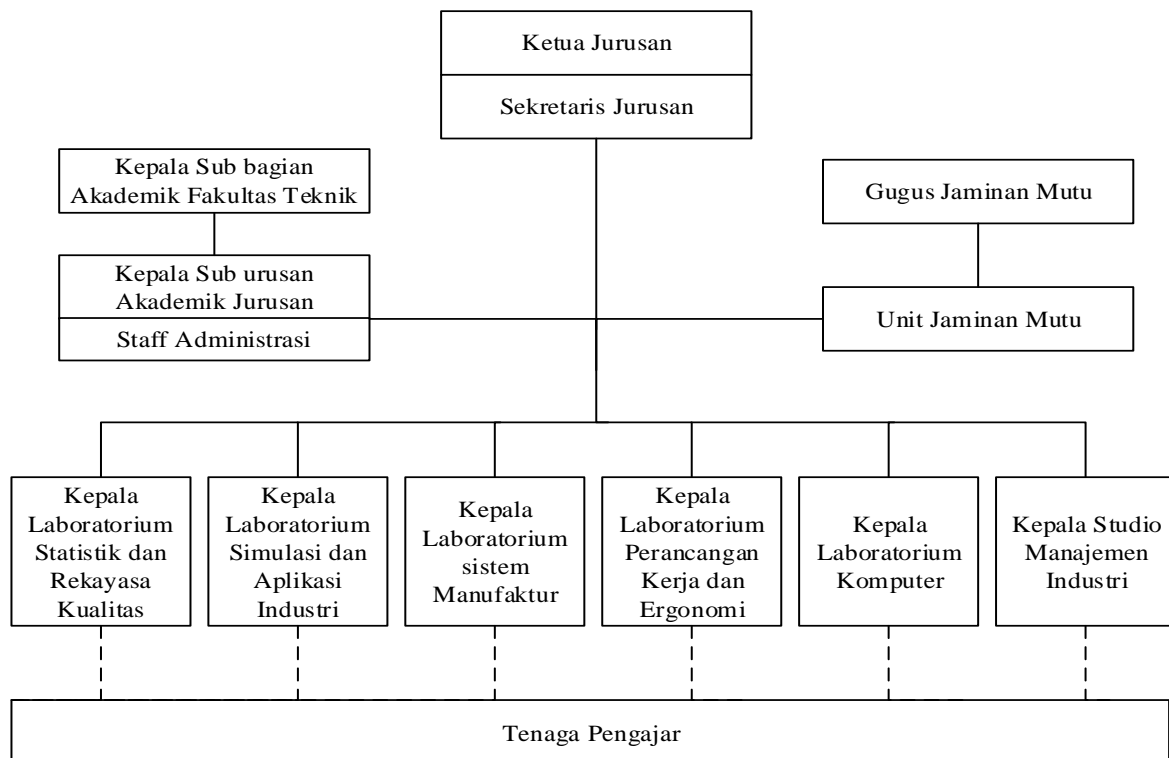 Ketua Jurusan
Sekretaris Jurusan
Kepala Sub bagian
Akademik Fakultas Teknik
Gugus Jaminan Mutu
Kepala Sub urusan
Akademik Jurusan
Staff Administrasi
Unit Jaminan Mutu
Kepala
Laboratorium
Statistik dan
Rekayasa
Kualitas
Kepala
Laboratorium
Simulasi dan
Aplikasi
Industri
Kepala
Laboratorium
sistem
Manufaktur
Kepala
Laboratorium
Perancangan
Kerja dan
Ergonomi
Kepala
Laboratorium
Komputer
Kepala Studio
Manajemen
Industri
Tenaga Pengajar